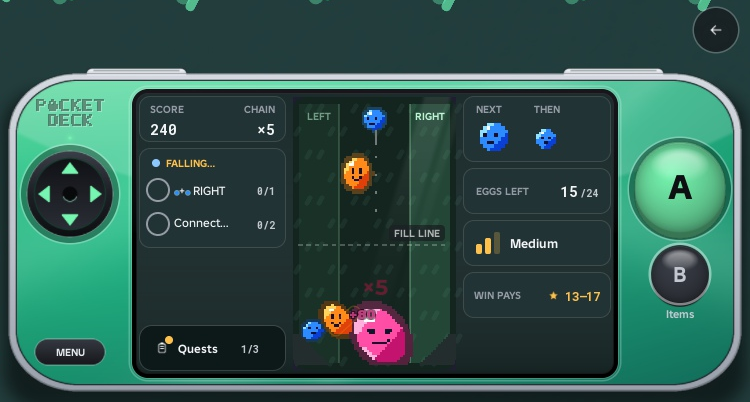 POCKET
DECK
SCORE
CHAIN
240
×5
FALLING...
RIGHT
0/1
Connect...
0/2
Quests
1/3
MENU
LEFT
RIGHT
FILL LINE
×5
+80
NEXT
THEN
EGGS LEFT
15 /24
Medium
WIN PAYS
★ 13–17
A
B
Items